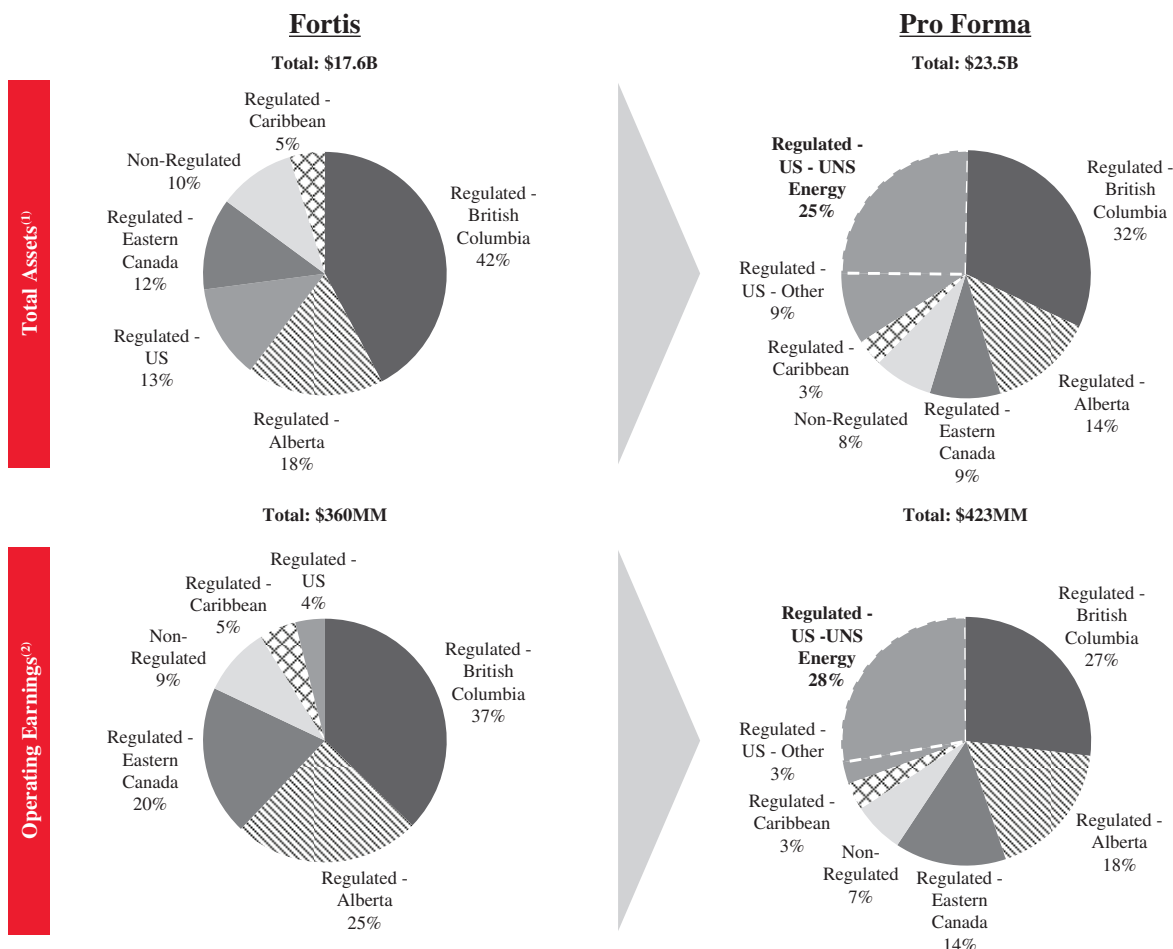 Fortis
Total: $17.6B
Total Assets(1)
Regulated -
Caribbean
5%
Non-Regulated
10%
Regulated -
Eastern
Canada
12%
Regulated -
US
13%
Regulated -
Alberta
18%
Regulated -
British
Columbia
42%
Pro Forma
Total: $23.5B
Regulated -
US - UNS
Energy
25%
Regulated -
US - Other
9%
Regulated -
Caribbean
3%
Non-Regulated
8%
Regulated -
Eastern
Canada
9%
Regulated -
Alberta
14%
Regulated -
British
Columbia
32%
Total: $360MM
Operating Earnings(2)
Regulated -
US
4%
Regulated -
Caribbean
5%
Non-
Regulated
9%
Regulated -
Eastern
Canada
20%
Regulated -
Alberta
25%
Regulated -
British
Columbia
37%
Total: $423MM
Regulated -
US -UNS
Energy
28%
Regulated -
US - Other
3%
Regulated -
Caribbean
3%
Non-
Regulated
7%
Regulated -
Eastern
Canada
14%
Regulated -
Alberta
18%
Regulated -
British
Columbia
27%